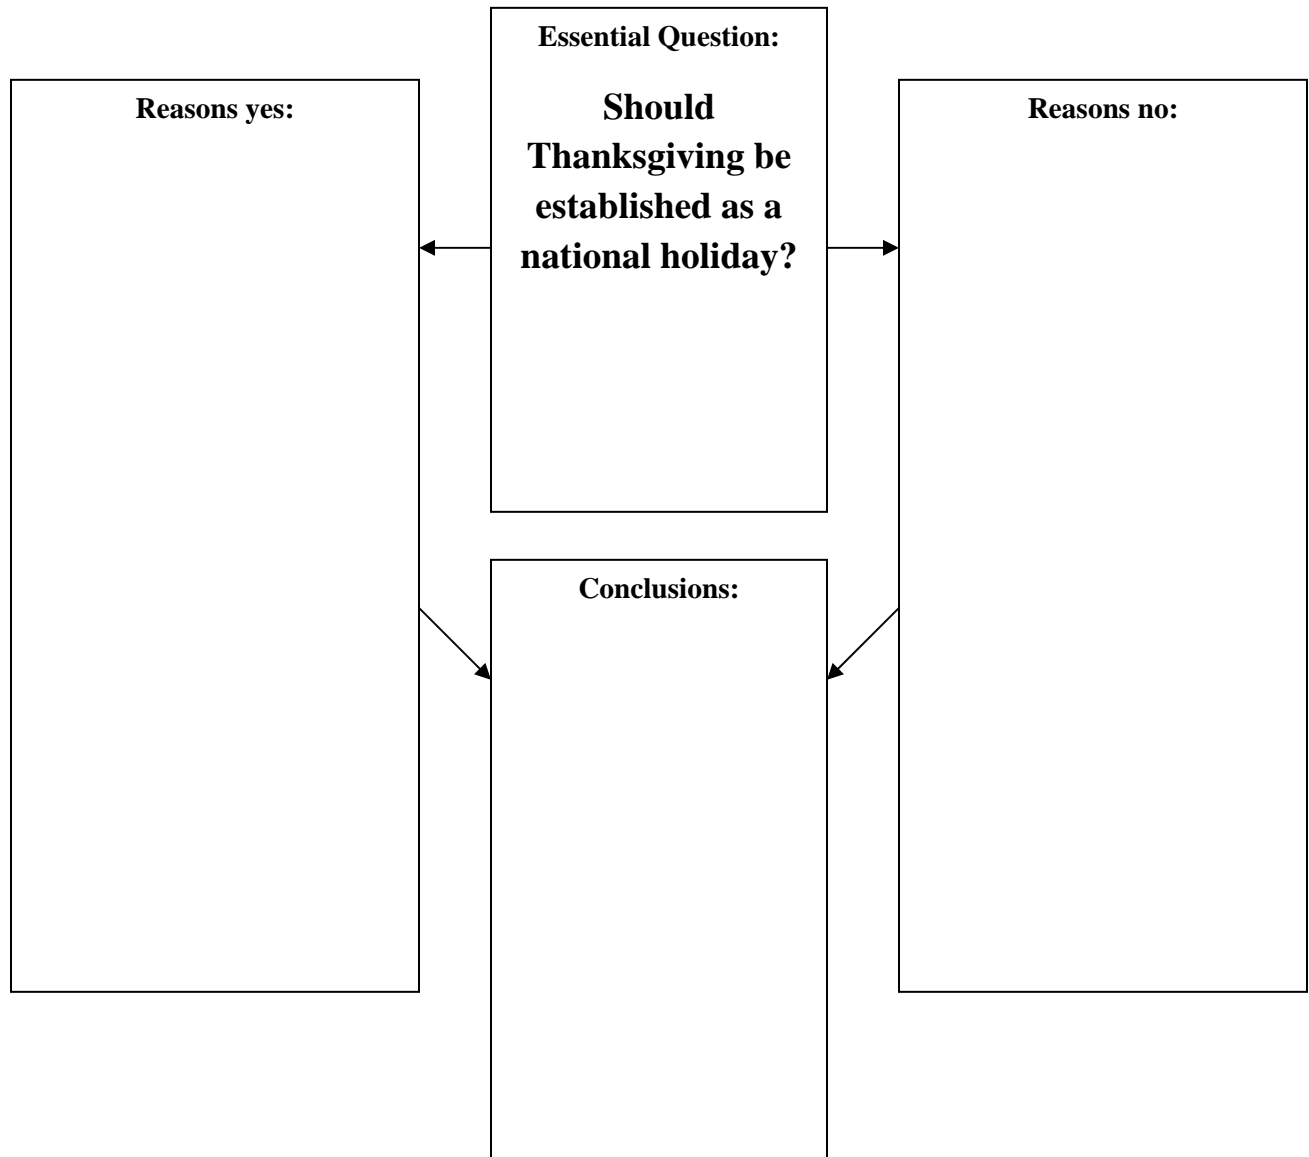 Essential Question:
Should
Thanksgiving be
established as a
national holiday?
Reasons yes:
Reasons no:
Conclusions: